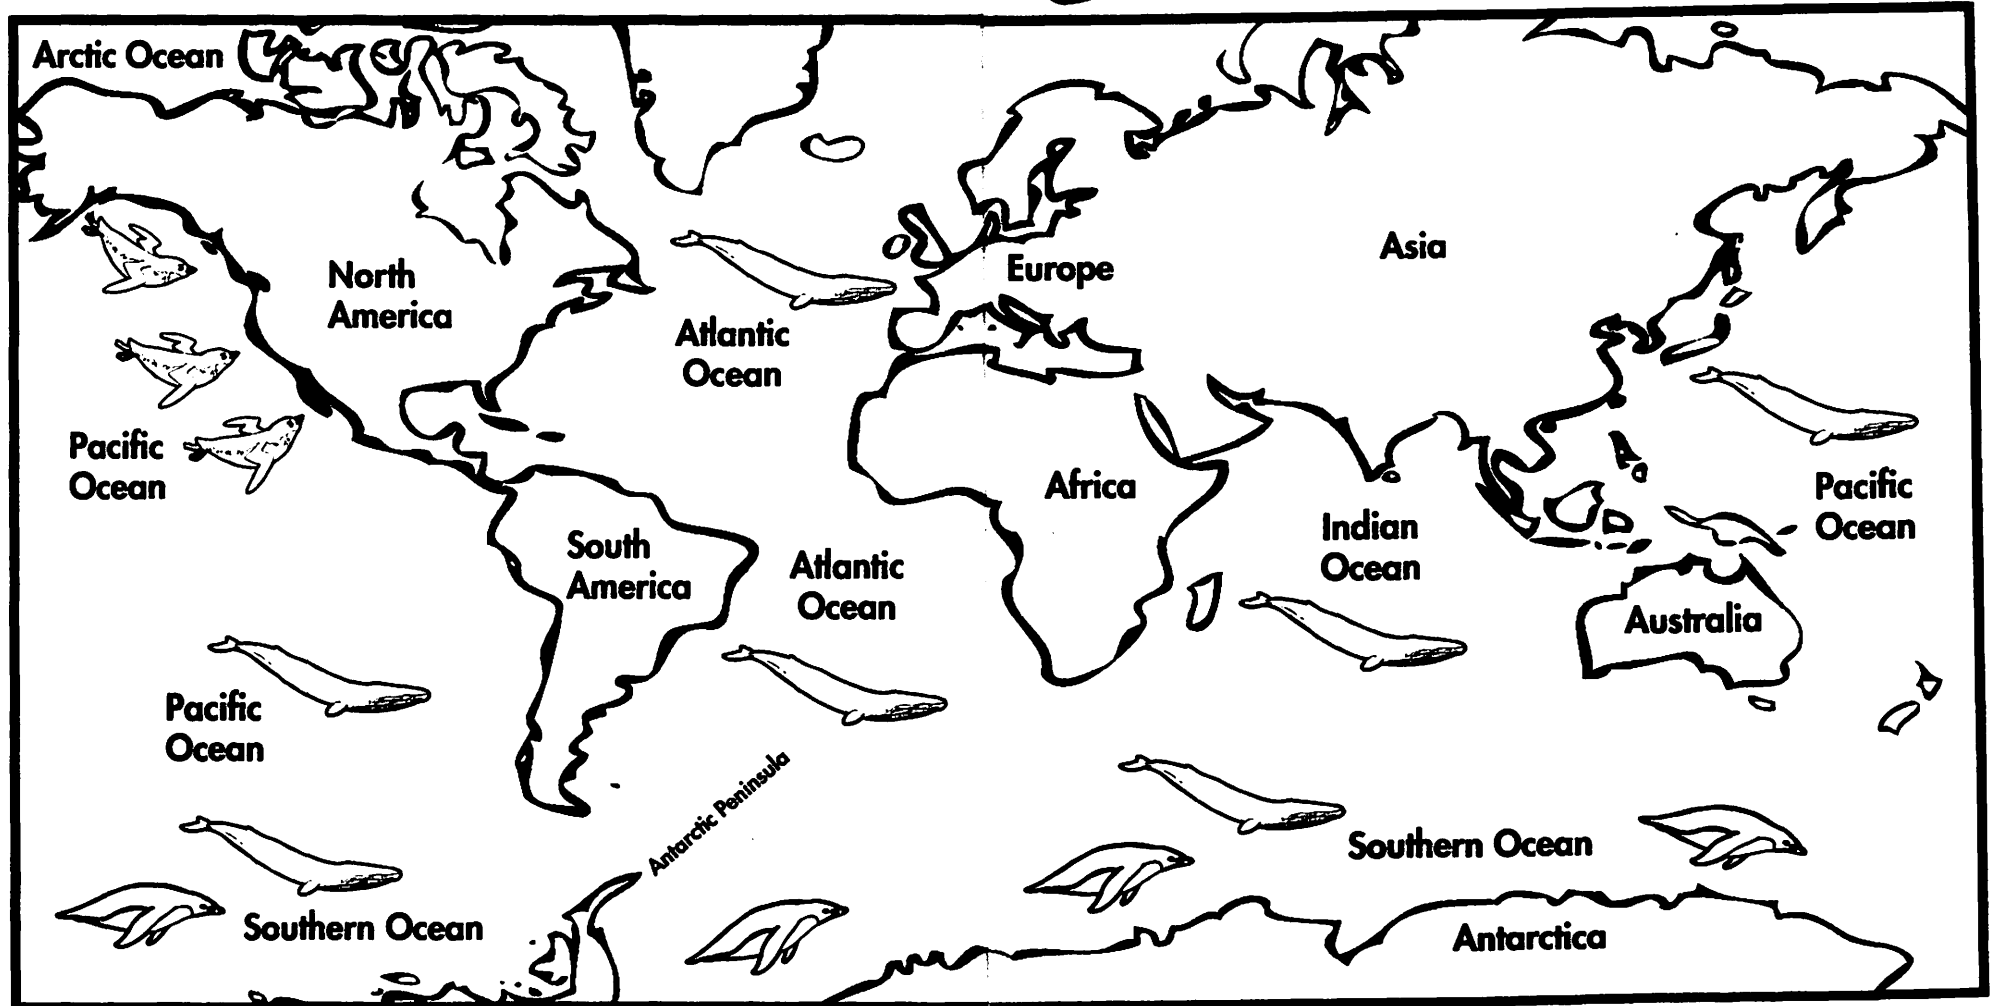 Arctic Ocean
North
America
Atlantic
Ocean
Europe
Asia
Pacific
Ocean
Africa
Indian
Ocean
Pacific
Ocean
South
America
Atlantic
Ocean
Australia
Pacific
Ocean
Antarctic Peninsula
Southern Ocean
Southern Ocean
Antarctica